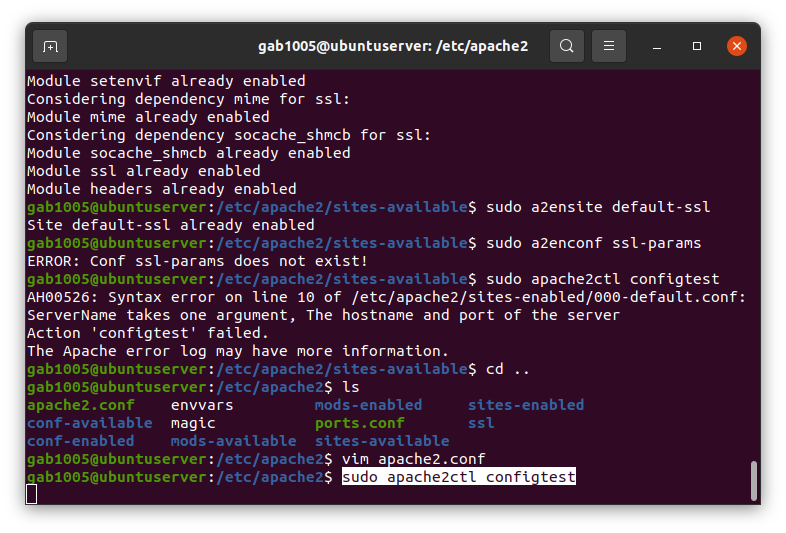 gab1005@ubuntuserver: /etc/apache2
Module setenvif already enabled
Considering dependency mime for ssl:
Module mime already enabled
Considering dependency socache_shmcb for ssl:
Module socache_shmcb already enabled
Module ssl already enabled
Module headers already enabled
gab1005@ubuntuserver:/etc/apache2/sites-available$ sudo a2ensite default-ssl
Site default-ssl already enabled
gab1005@ubuntuserver:/etc/apache2/sites-available$ sudo a2enconf ssl-params
ERROR: Conf ssl-params does not exist!
gab1005@ubuntuserver:/etc/apache2/sites-available$ sudo apache2ctl configtest
AH00526: Syntax error on line 10 of /etc/apache2/sites-enabled/000-default.conf:
ServerName takes one argument, The hostname and port of the server
Action 'configtest' failed.
The Apache error log may have more information.
gab1005@ubuntuserver:/etc/apache2/sites-available$ cd ..
gab1005@ubuntuserver:/etc/apache2$ ls
apache2.conf envvars mods-enabled sites-enabled
conf-available magic ports.conf ssl
conf-enabled mods-available sites-available
gab1005@ubuntuserver:/etc/apache2$ vim apache2.conf
gab1005@ubuntuserver:/etc/apache2$ sudo apache2ctl configtest